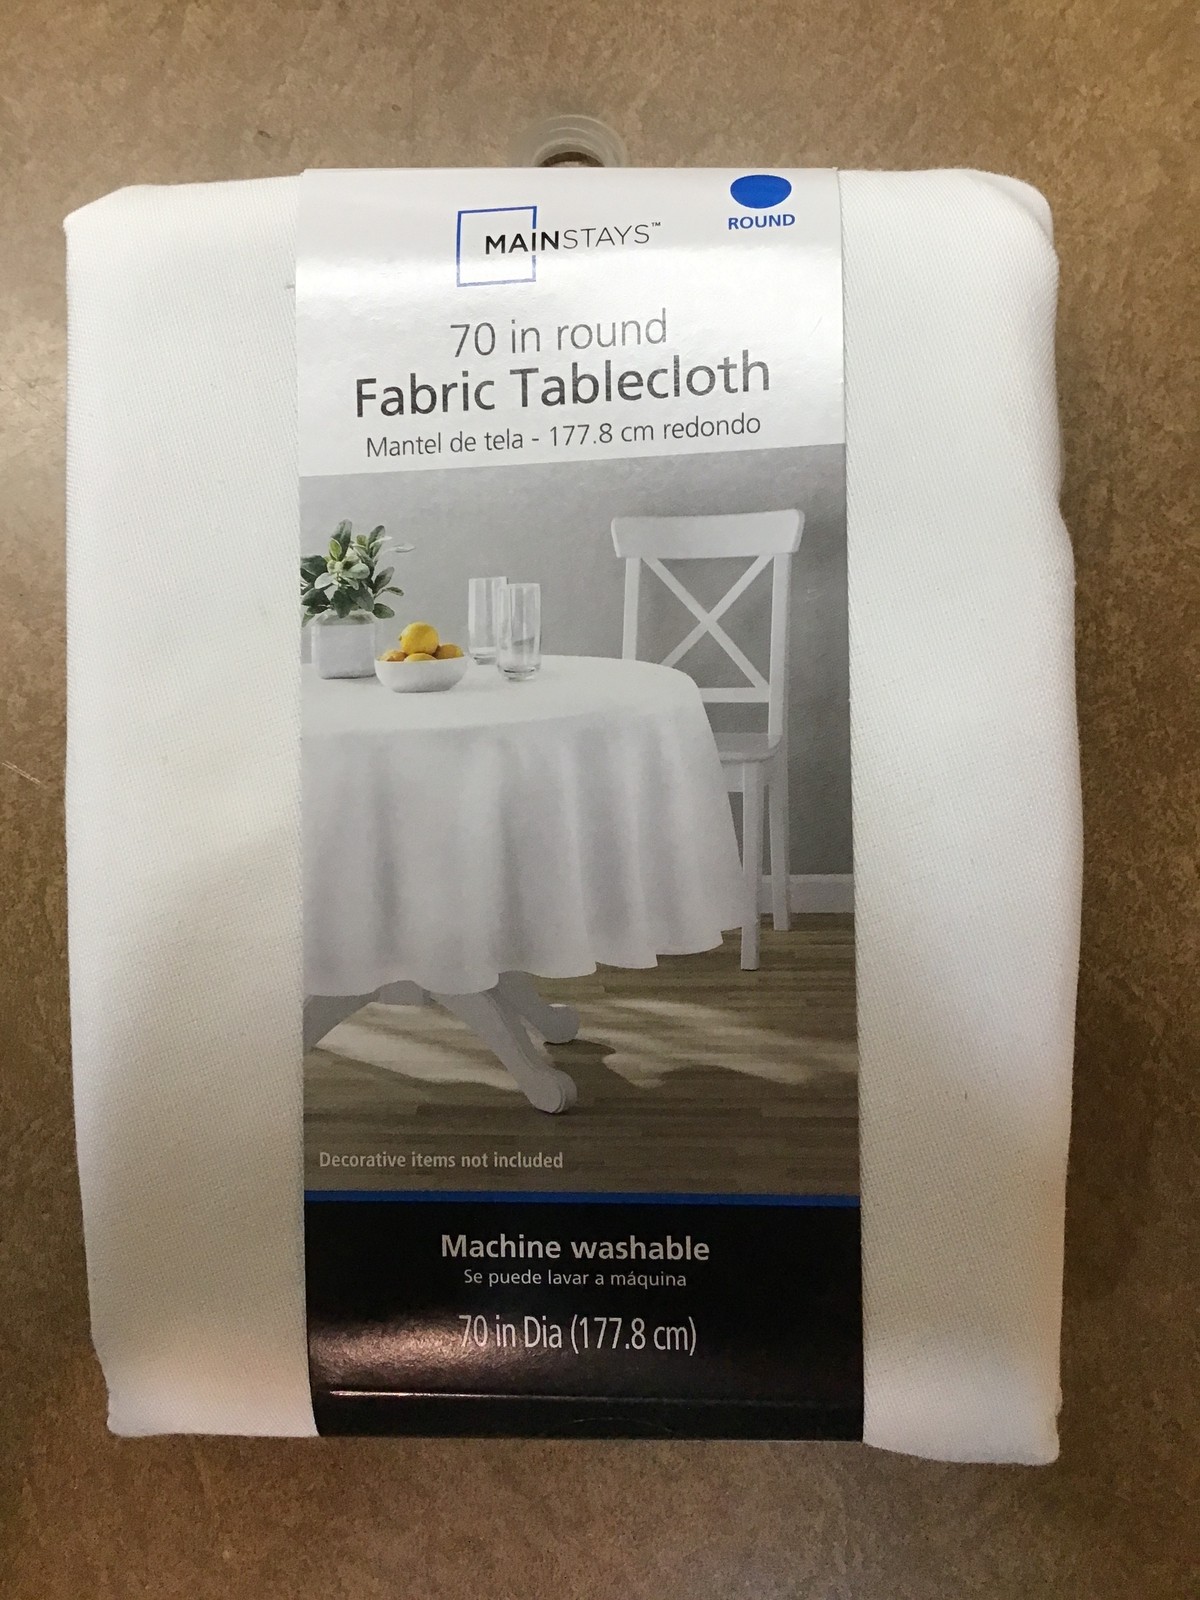 MAINSTAYS™
ROUND
70 in round
Fabric Tablecloth
Mantel de tela - 177.8 cm redondo
Decorative items not included
Machine washable
Se puede lavar a máquina
70 in Dia (177.8 cm)